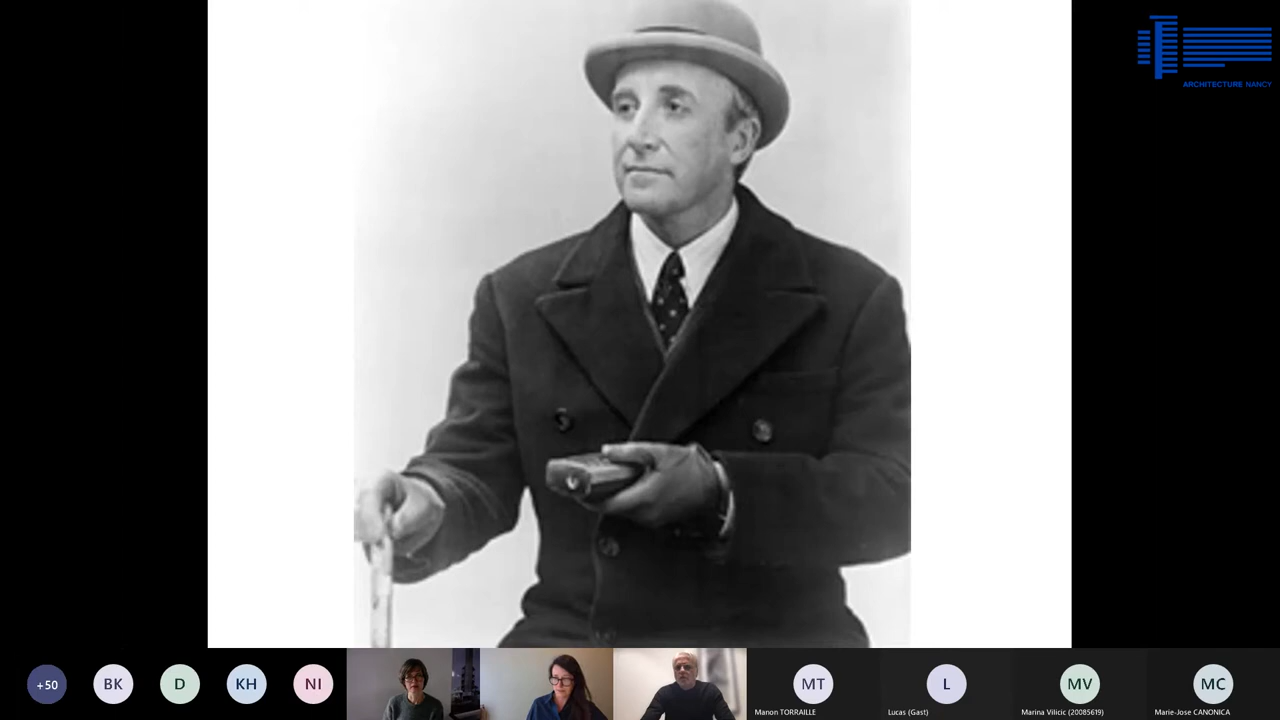 ARCHITECTURE NANCY
+50
BK
D
KH
NI
MT
Manon TORRAILLE
L
Lucas (Gast)
MV
Marina Vilicic (20085619)
MC
Marie-Jose CANONICA